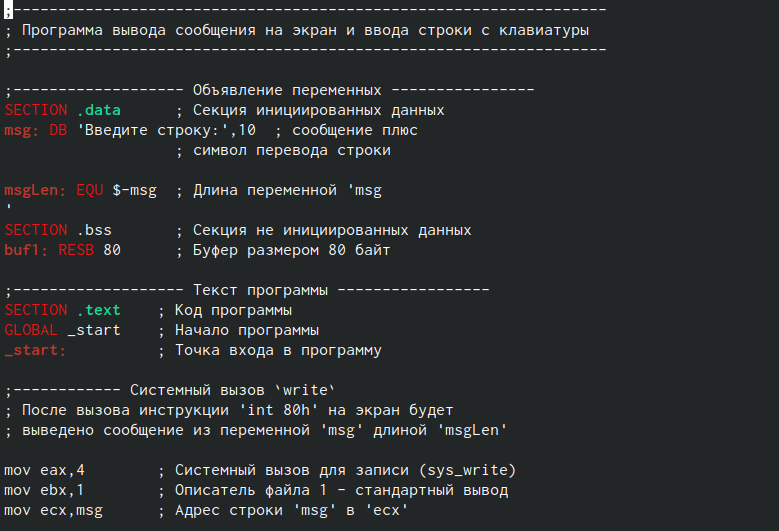 ;------------------------------------------------------------------
; Программа вывода сообщения на экран и ввода строки с клавиатуры
;------------------------------------------------------------------
;------------------- Объявление переменных ----------------
SECTION .data      ; Секция инициированных данных
msg: DB 'Введите строку:',10  ; сообщение плюс
                   ; символ перевода строки
msgLen: EQU $-msg  ; Длина переменной 'msg
'
SECTION .bss       ; Секция не инициированных данных
buf1: RESB 80      ; Буфер размером 80 байт
;------------------- Текст программы -----------------
SECTION .text    ; Код программы
GLOBAL _start    ; Начало программы
_start:          ; Точка входа в программу
;------------ Системный вызов `write`
; После вызова инструкции 'int 80h' на экран будет
; выведено сообщение из переменной 'msg' длиной 'msgLen'
mov eax,4        ; Системный вызов для записи (sys_write)
mov ebx,1        ; Описатель файла 1 - стандартный вывод
mov ecx,msg      ; Адрес строки 'msg' в 'ecx'